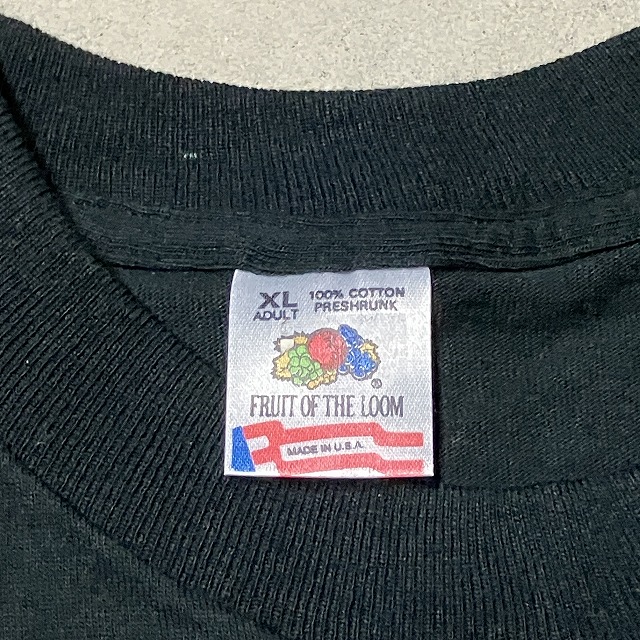 XL 100% COTTON
ADULT PRESHRUNK
®
FRUIT OF THE LOOM
MADE IN U.S.A.